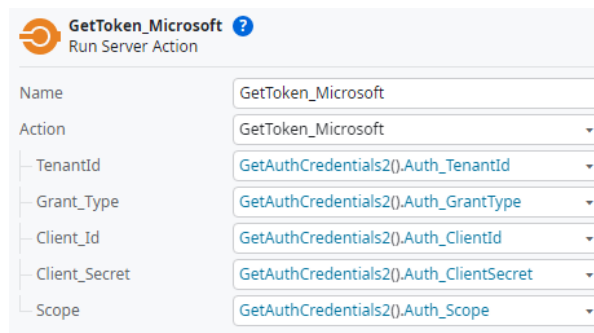 GetToken_Microsoft ?
Run Server Action
Name GetToken_Microsoft
Action GetToken_Microsoft
TenantId GetAuthCredentials2().Auth_TenantId
Grant_Type GetAuthCredentials2().Auth_GrantType
Client_Id GetAuthCredentials2().Auth_ClientId
Client_Secret GetAuthCredentials2().Auth_ClientSecret
Scope GetAuthCredentials2().Auth_Scope